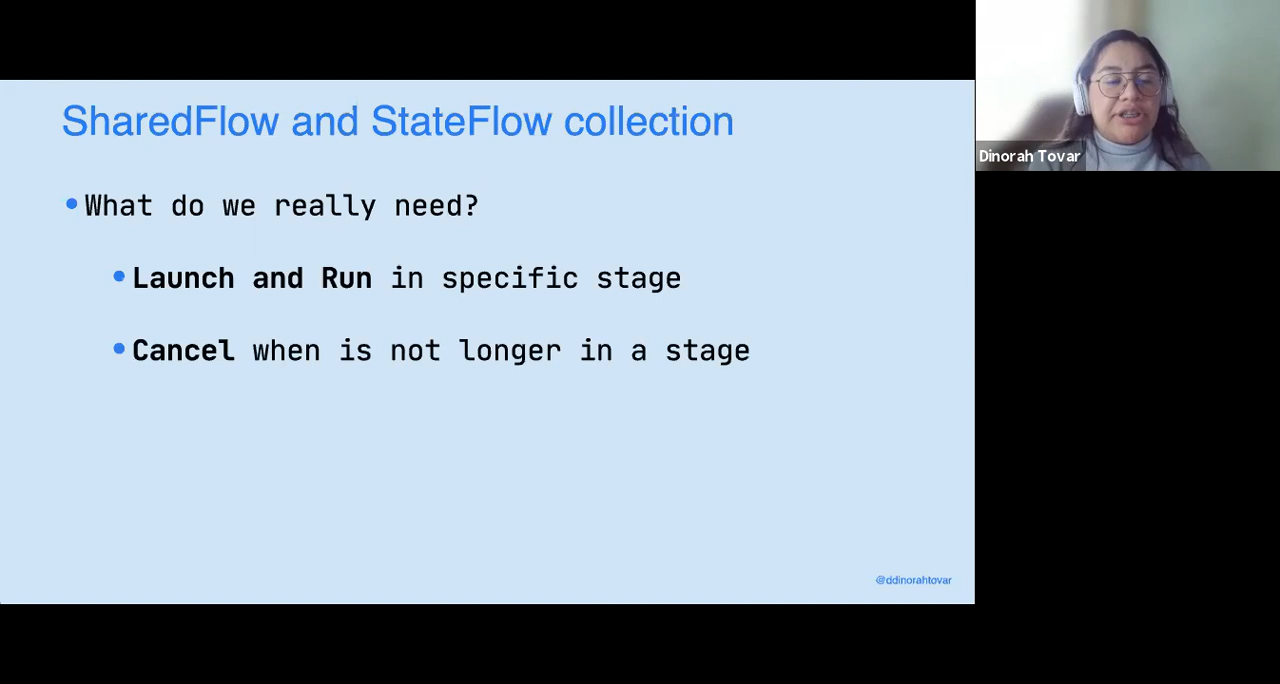 SharedFlow and StateFlow collection
What do we really need?
Launch and Run in specific stage
Cancel when is not longer in a stage
@ddinorahtovar
Dinorah Tovar